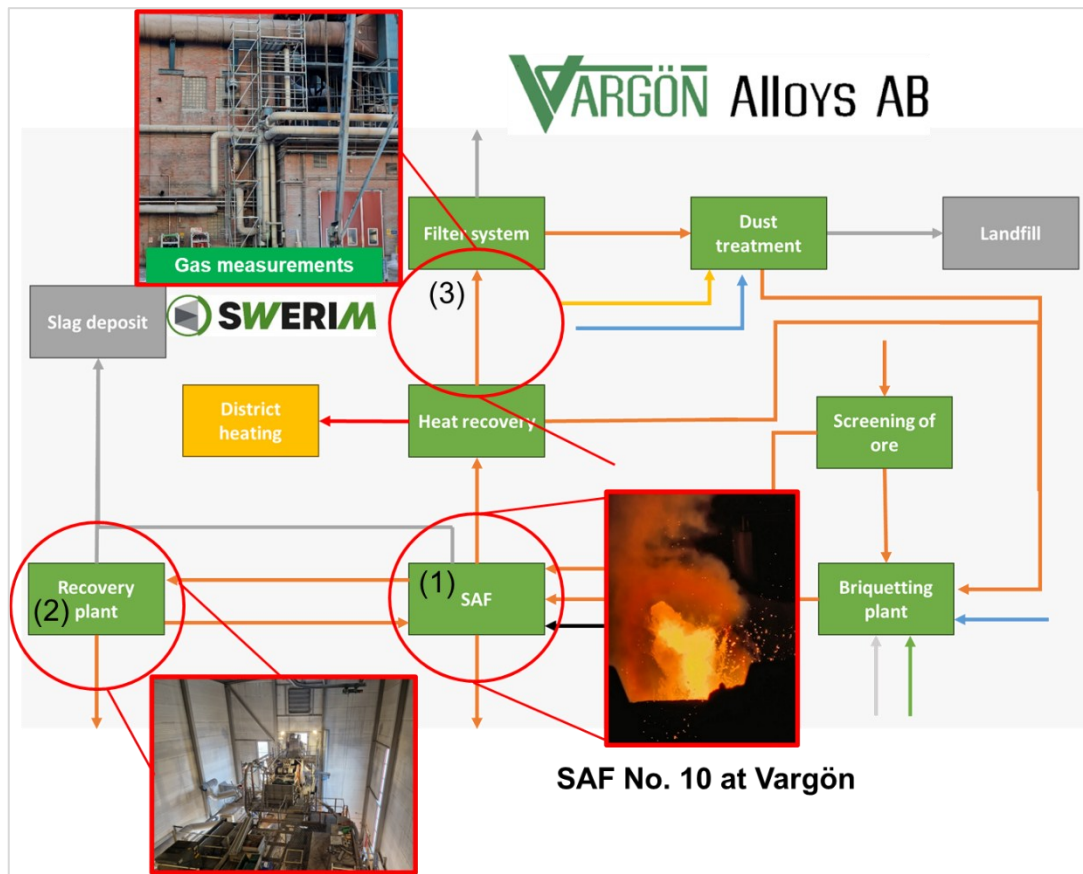 VARGÖN Alloys AB
Gas measurements
Filter system
Dust
treatment
Landfill
(3)
Slag deposit
SWERIM
District
heating
Heat recovery
Screening of
ore
(1)
Recovery
plant
(2)
SAF
Briquetting
plant
SAF No. 10 at Vargön